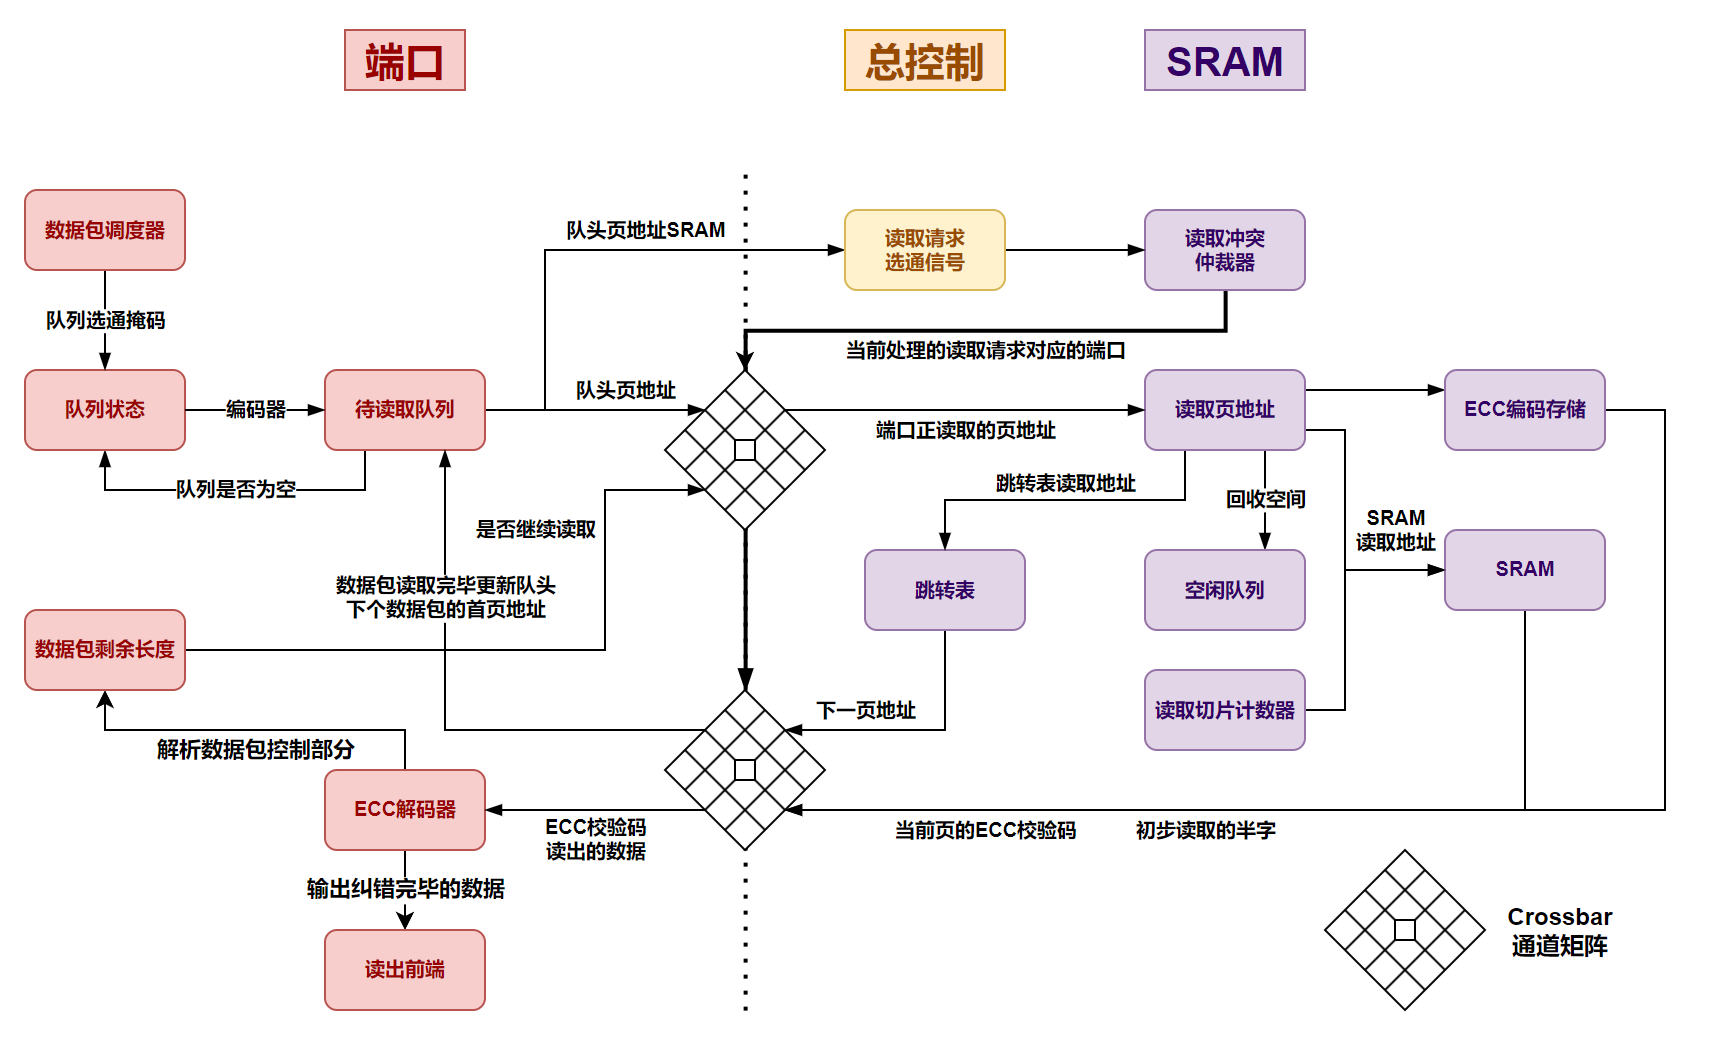 端口
总控制
SRAM
数据包调度器
队头页地址SRAM
读取请求
选通信号
读取冲突
仲裁器
队列选通掩码
当前处理的读取请求对应的端口
队列状态
编码器
待读取队列
队头页地址
端口正读取的页地址
读取页地址
ECC编码存储
队列是否为空
跳转表读取地址
回收空间
是否继续读取
SRAM
读取地址
数据包读取完毕更新队头
下个数据包的首页地址
跳转表
空闲队列
SRAM
数据包剩余长度
下一页地址
读取切片计数器
解析数据包控制部分
ECC解码器
ECC校验码
读出的数据
当前页的ECC校验码
初步读取的半字
输出纠错完毕的数据
读出前端
Crossbar
通道矩阵